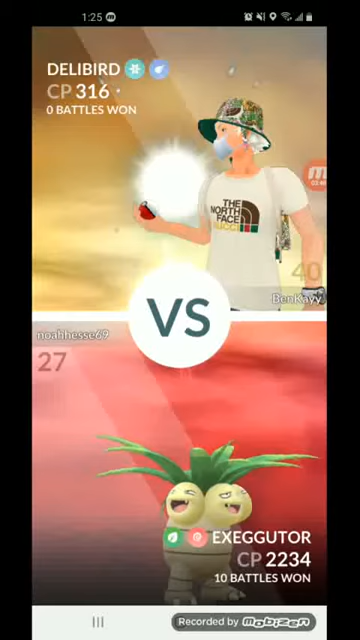 1:25
DELIBIRD
CP 316
0 BATTLES WON
THE
NORTH
FACE
GUCCI
40
BenKayy
VS
noahhesse69
27
EXEGGUTOR
CP 2234
10 BATTLES WON
Recorded by mobizen